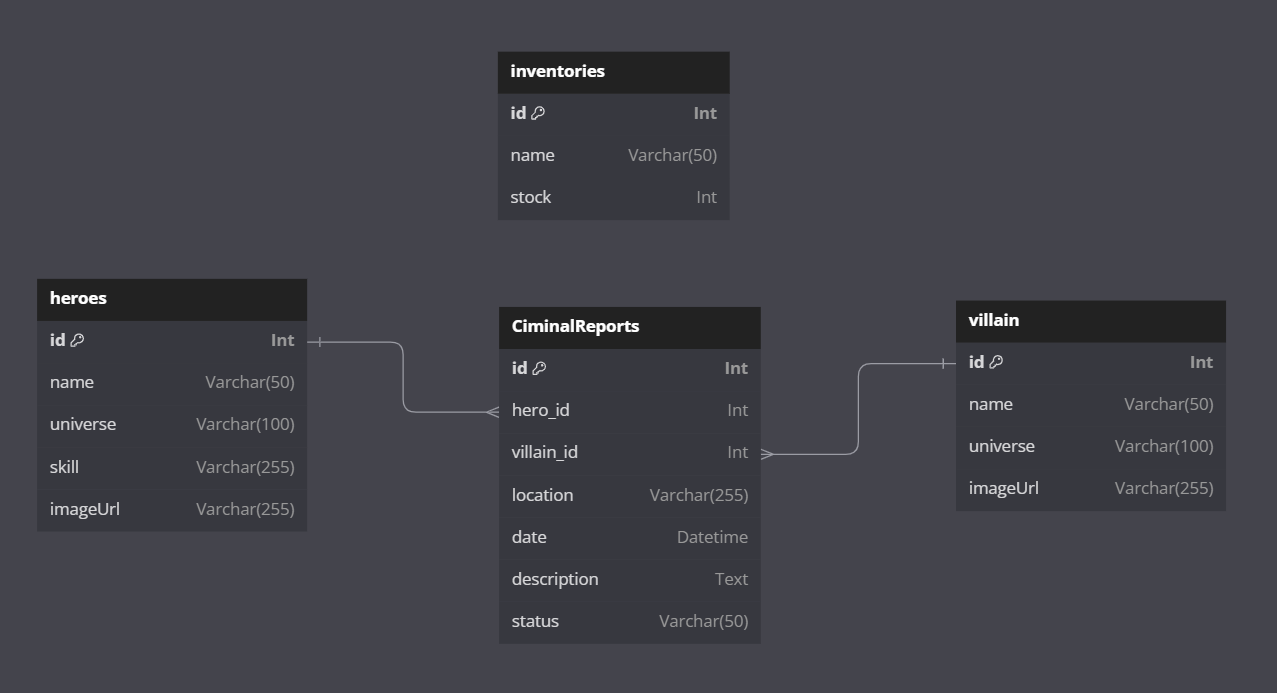 inventories
id Int
name Varchar(50)
stock Int
heroes
id Int
name Varchar(50)
universe Varchar(100)
skill Varchar(255)
imageUrl Varchar(255)
CiminalReports
id Int
hero_id Int
villain_id Int
location Varchar(255)
date Datetime
description Text
status Varchar(50)
villain
id Int
name Varchar(50)
universe Varchar(100)
imageUrl Varchar(255)